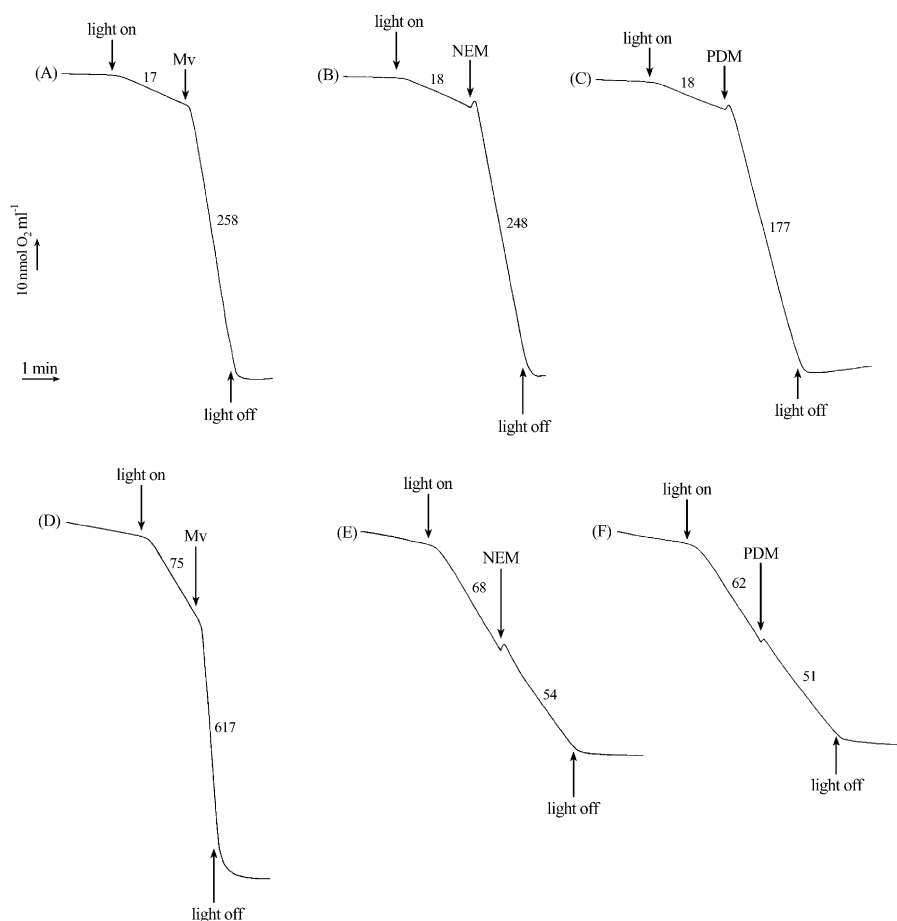 light on
Mv
(A)
17
258
light off
light on
NEM
(B)
18
248
light off
light on
PDM
(C)
18
177
light off
10 nmol O₂ ml⁻¹
1 min
light on
Mv
(D)
75
617
light off
light on
NEM
(E)
68
54
light off
light on
PDM
(F)
62
51
light off